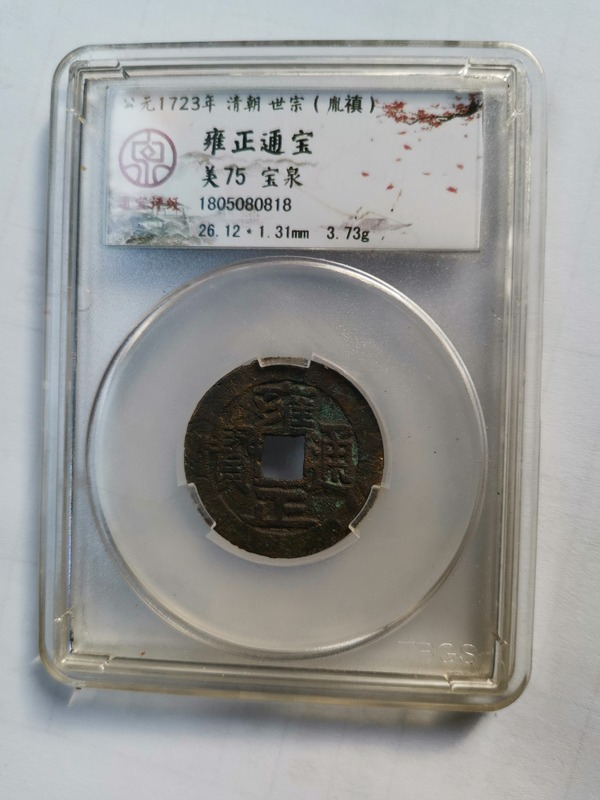 公元1723年 清朝 世宗(胤禛)
雍正通宝
美75 宝泉
1805080818
26.12*1.31mm 3.73g
雍正通寶